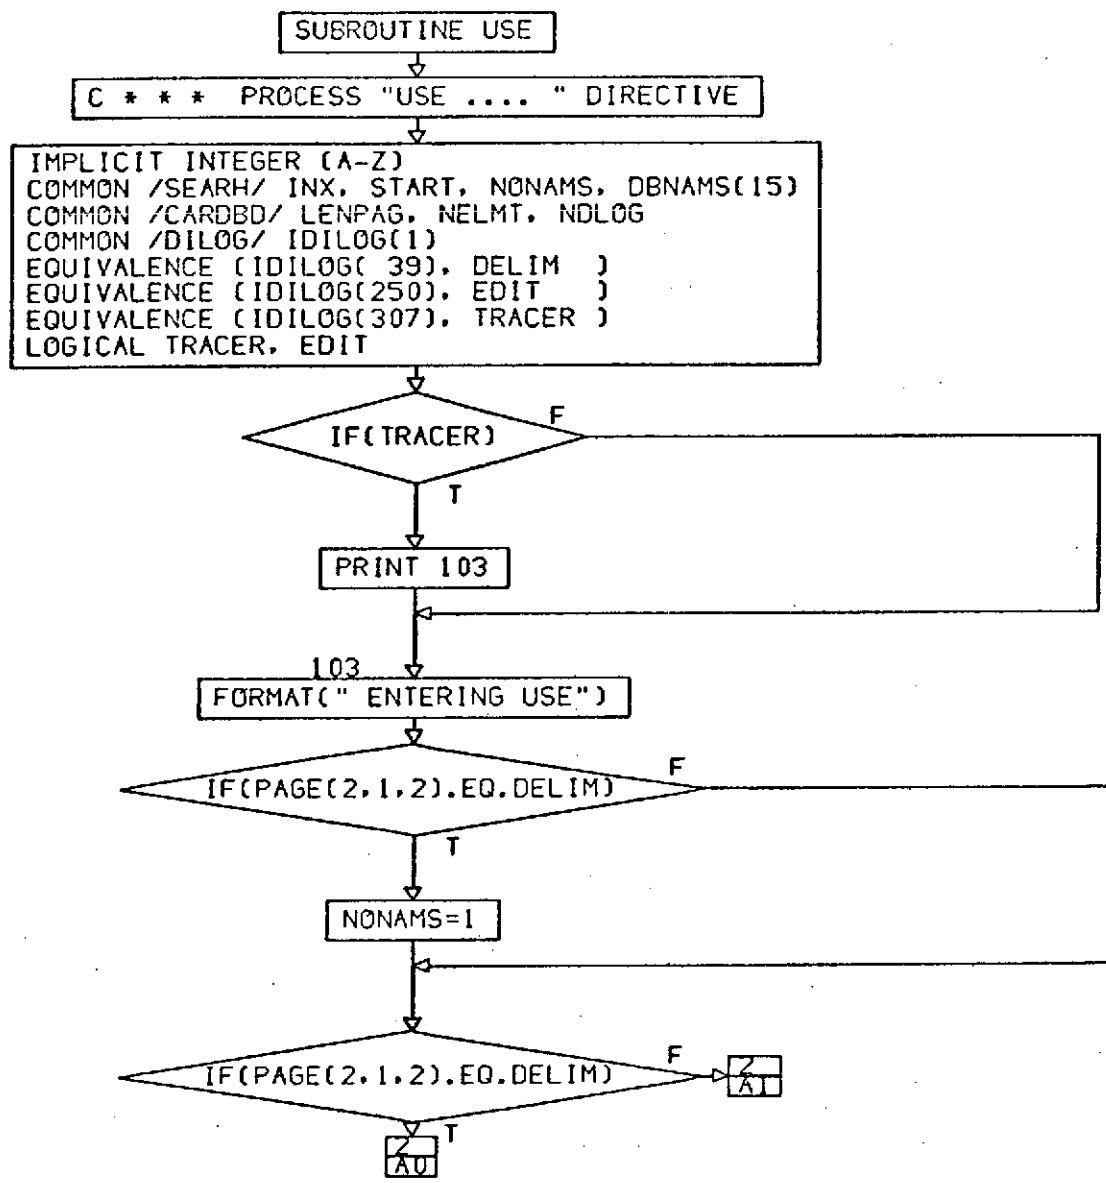 SUBROUTINE USE
C * * * PROCESS "USE .... " DIRECTIVE
IMPLICIT INTEGER (A-Z)
COMMON /SEARH/ INX, START, NONAMS, DBNAMS(15)
COMMON /CARDBD/ LENPAG, NELMT, NDLOG
COMMON /DILOG/ IDILOG(1)
EQUIVALENCE (IDILOG( 39), DELIM )
EQUIVALENCE (IDILOG(250), EDIT )
EQUIVALENCE (IDILOG(307), TRACER )
LOGICAL TRACER, EDIT
F
IF(TRACER)
T
PRINT 103
103
FORMAT(" ENTERING USE")
F
IF(PAGE(2,1,2).EQ.DELIM)
T
NONAMS=1
F
IF(PAGE(2,1,2).EQ.DELIM)
2
A1
T
2
A0